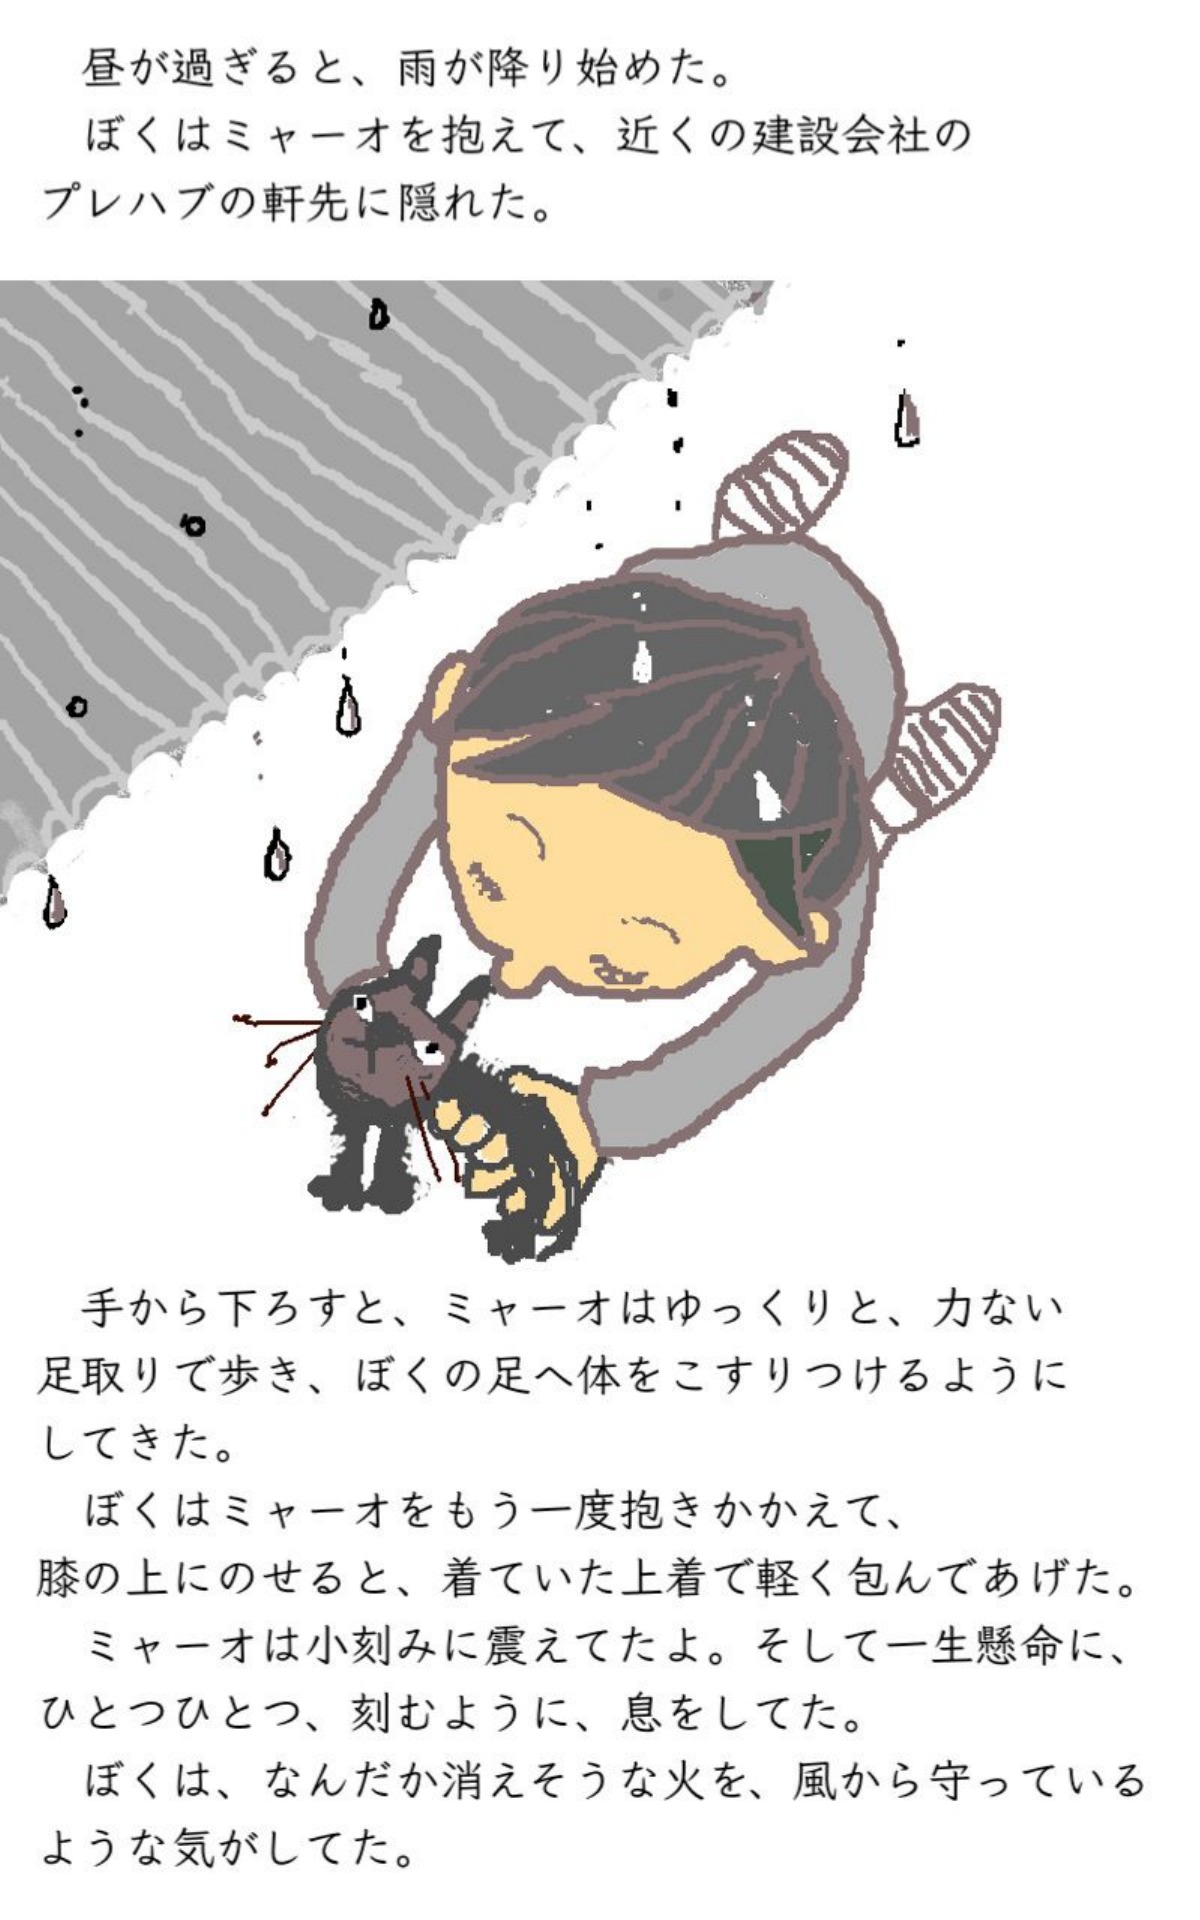 昼が過ぎると、雨が降り始めた。
　ぼくはミャーオを抱えて、近くの建設会社の
プレハブの軒先に隠れた。
　手から下ろすと、ミャーオはゆっくりと、力ない
足取りで歩き、ぼくの足へ体をこすりつけるように
してきた。
　ぼくはミャーオをもう一度抱きかかえて、
膝の上にのせると、着ていた上着で軽く包んであげた。
　ミャーオは小刻みに震えてたよ。そして一生懸命に、
ひとつひとつ、刻むように、息をしてた。
　ぼくは、なんだか消えそうな火を、風から守っている
ような気がしてた。